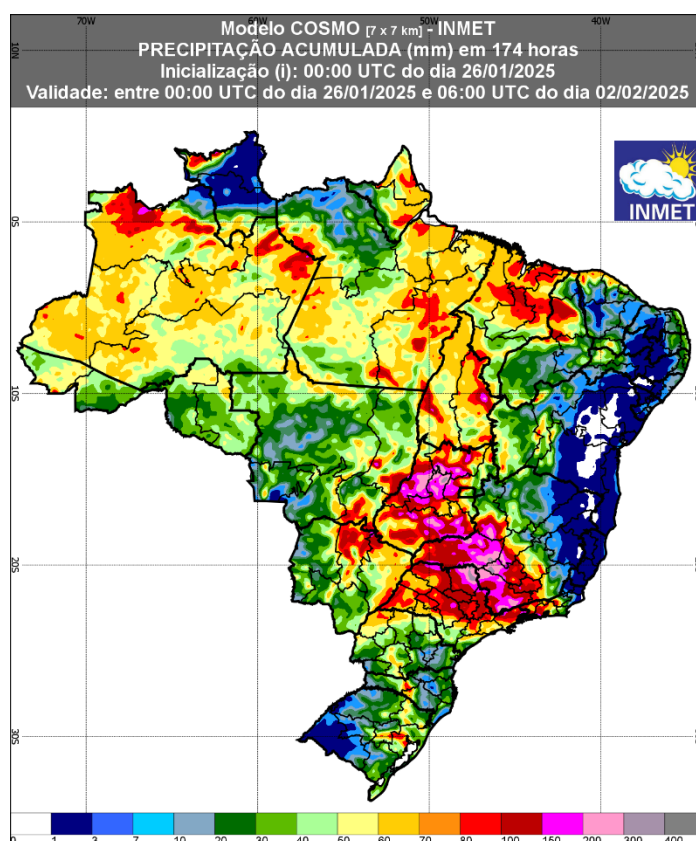 70W 60W 50W 40W
Modelo COSMO [7 x 7 km] - INMET
PRECIPITAÇÃO ACUMULADA (mm) em 174 horas
Inicialização (i): 00:00 UTC do dia 26/01/2025
Validade: entre 00:00 UTC do dia 26/01/2025 e 06:00 UTC do dia 02/02/2025
10N
INMET
10S
20S
30S
0 1 3 7 10 20 30 40 50 60 70 80 100 150 200 300 400